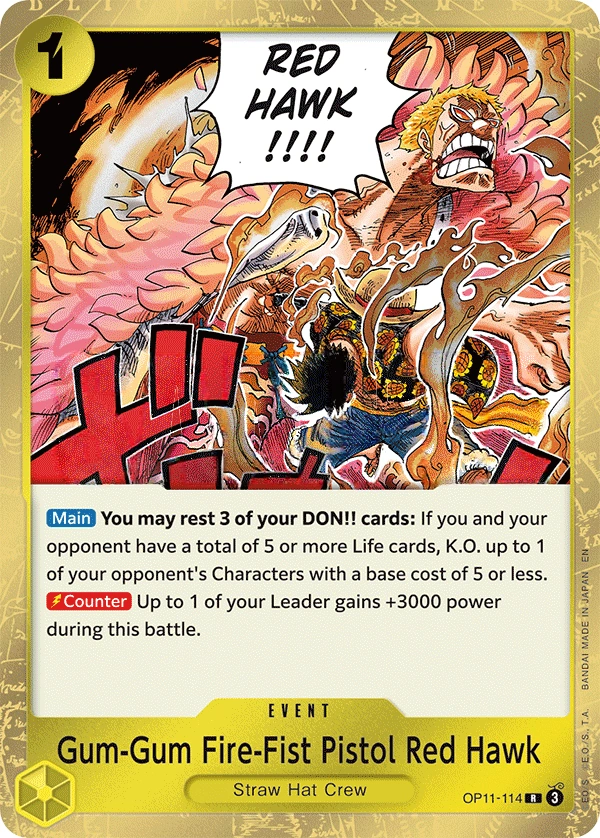 1
RED
HAWK
!!!!
Main You may rest 3 of your DON!! cards: If you and your
opponent have a total of 5 or more Life cards, K.O. up to 1
of your opponent's Characters with a base cost of 5 or less.
Counter Up to 1 of your Leader gains +3000 power
during this battle.
EVENT
Gum-Gum Fire-Fist Pistol Red Hawk
Straw Hat Crew
OP11-114 R 3
©E.O./S. T.A. BANDAI MADE IN JAPAN EN